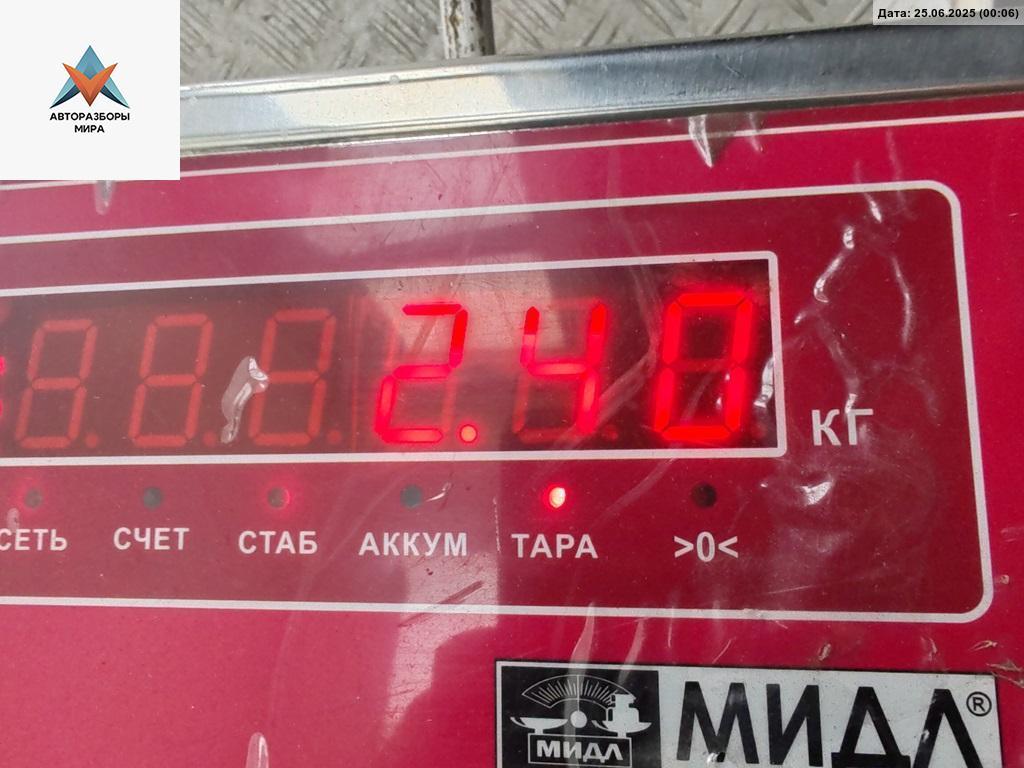 Дата: 25.06.2025 (00:06)
АВТОРАЗБОРЫ
МИРА
2.40
КГ
СЕТЬ СЧЕТ СТАБ АККУМ ТАРА >0<
МИДЛ
МИДЛ®